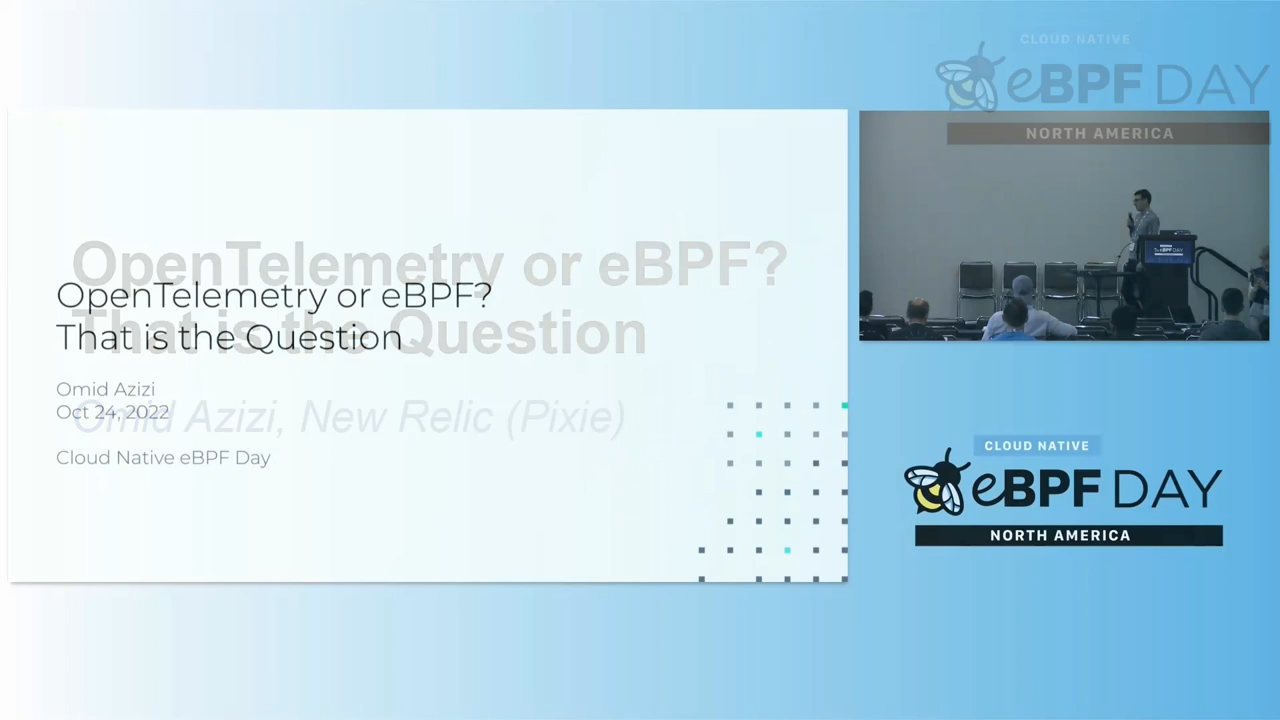 CLOUD NATIVE
eBPF DAY
NORTH AMERICA
OpenTelemetry or eBPF?
That is the Question
Omid Azizi, New Relic (Pixie)
OpenTelemetry or eBPF?
That is the Question
Omid Azizi
Oct 24, 2022
Cloud Native eBPF Day
CLOUD NATIVE
eBPF DAY
NORTH AMERICA